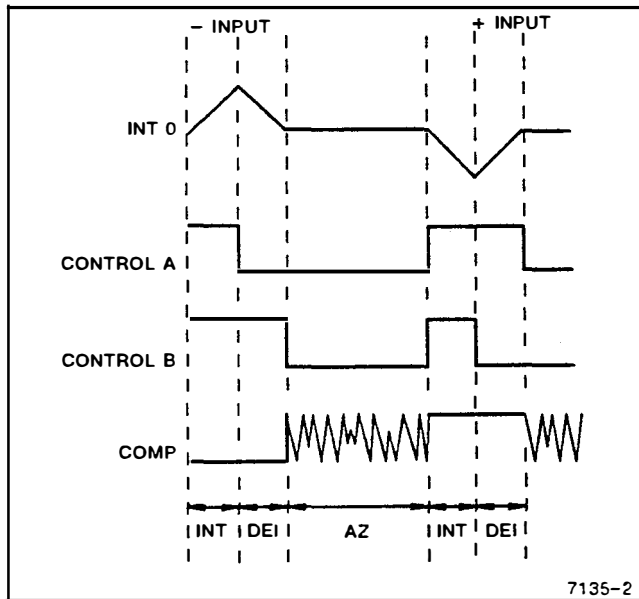 - INPUT
+ INPUT
INT 0
CONTROL A
CONTROL B
COMP
INT
DEI
AZ
INT
DEI
7135-2